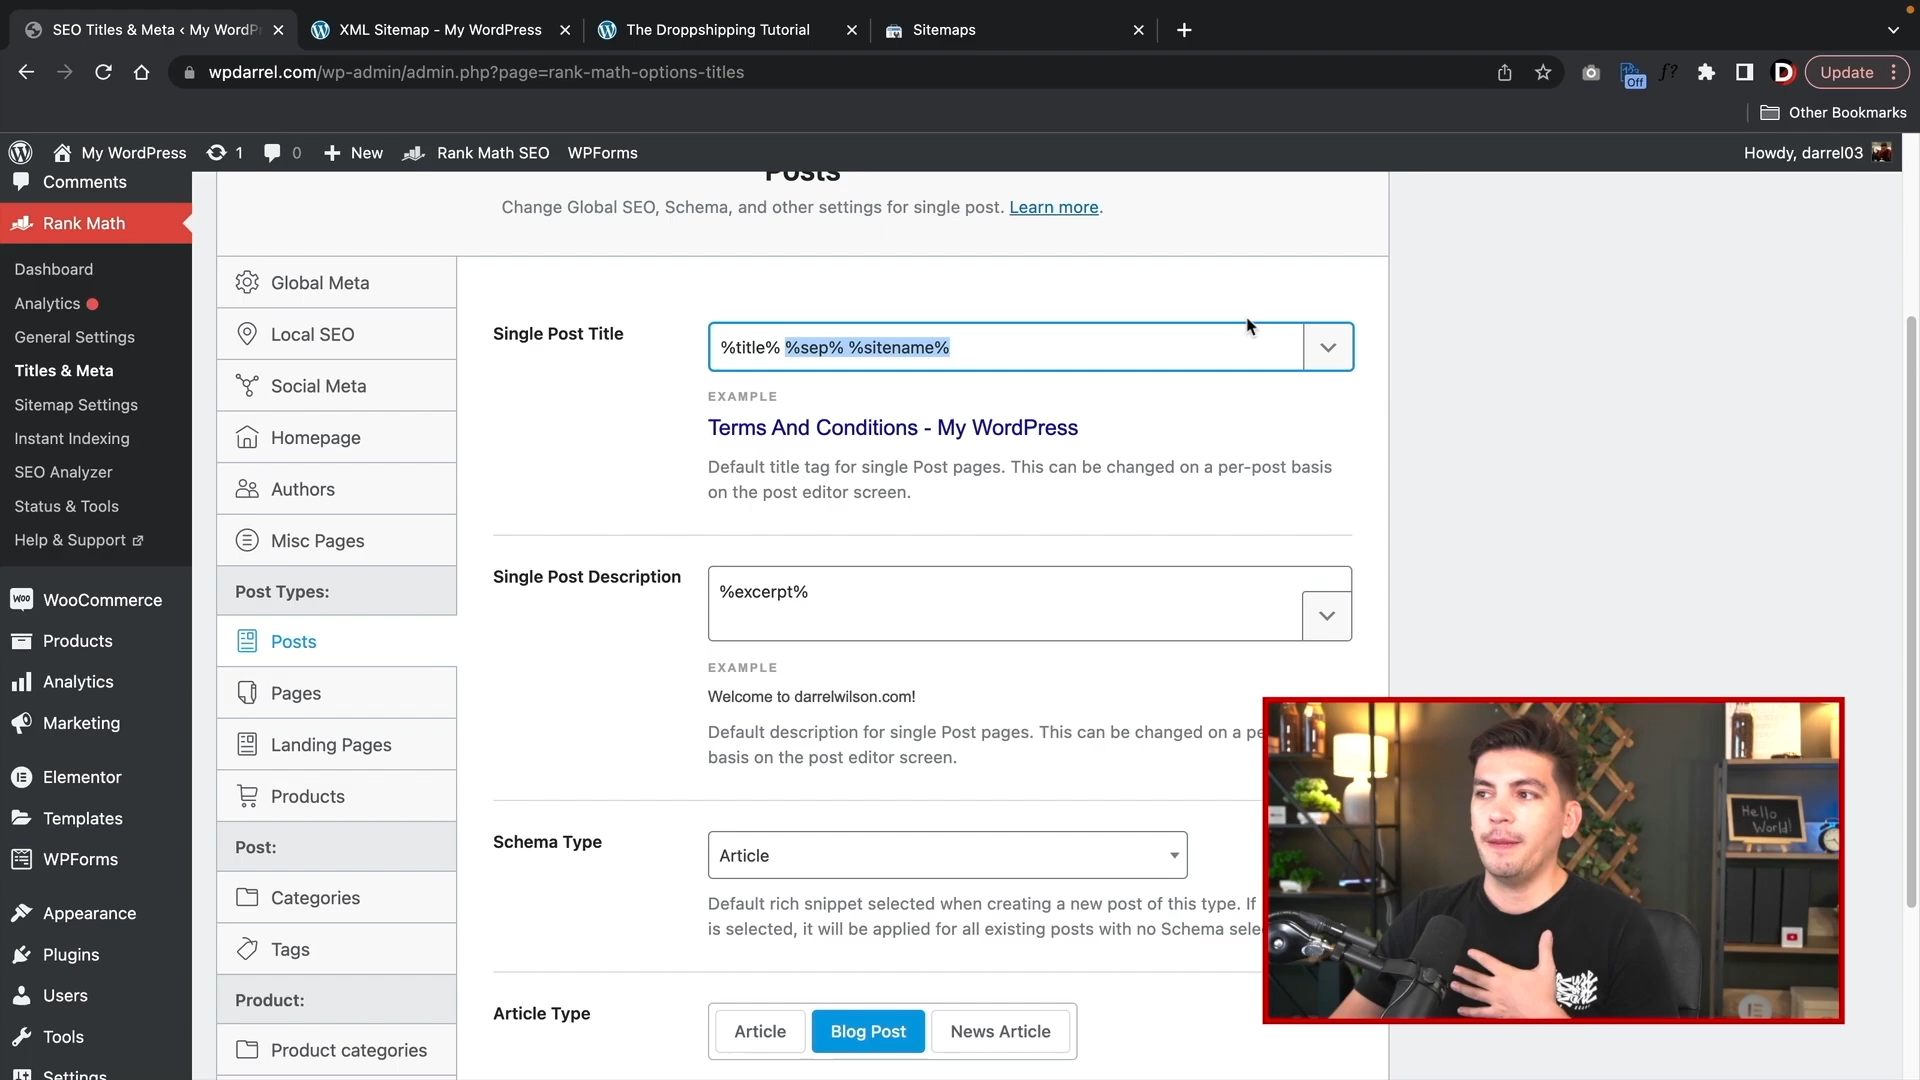 SEO Titles & Meta ‹ My WordP
XML Sitemap - My WordPress
The Droppshipping Tutorial
Sitemaps
wpdarrel.com/wp-admin/admin.php?page=rank-math-options-titles
Off
f?
D
Update
Other Bookmarks
My WordPress
1
0
New
Rank Math SEO
WPForms
Howdy, darrel03
Comments
Rank Math
Dashboard
Analytics
General Settings
Titles & Meta
Sitemap Settings
Instant Indexing
SEO Analyzer
Status & Tools
Help & Support
WOO
WooCommerce
Products
Analytics
Marketing
Elementor
Templates
WPForms
Appearance
Plugins
Users
Tools
Settings
Posts
Change Global SEO, Schema, and other settings for single post. Learn more.
Global Meta
Local SEO
Social Meta
Homepage
Authors
Misc Pages
Post Types:
Posts
Pages
Landing Pages
Products
Post:
Categories
Tags
Product:
Product categories
Single Post Title
%title% %sep% %sitename%
EXAMPLE
Terms And Conditions - My WordPress
Default title tag for single Post pages. This can be changed on a per-post basis
on the post editor screen.
Single Post Description
%excerpt%
EXAMPLE
Welcome to darrelwilson.com!
Default description for single Post pages. This can be changed on a pe
basis on the post editor screen.
Schema Type
Article
Default rich snippet selected when creating a new post of this type. If
is selected, it will be applied for all existing posts with no Schema sele
Article Type
Article
Blog Post
News Article
Hello
World!